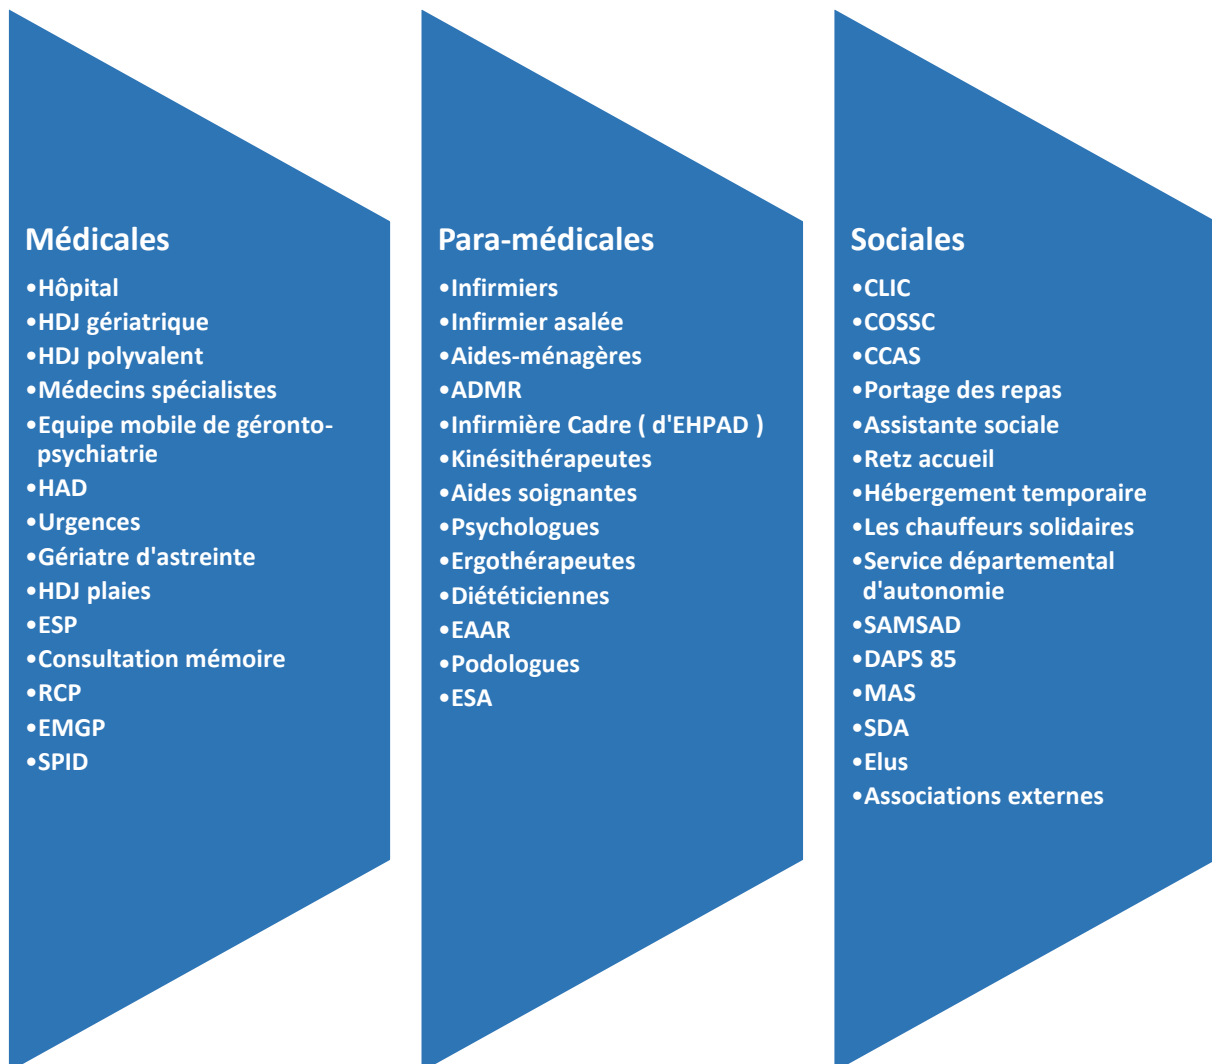 Médicales
•Hôpital
•HDJ gériatrique
•HDJ polyvalent
•Médecins spécialistes
•Equipe mobile de géronto-
psychiatrie
•HAD
•Urgences
•Gériatre d'astreinte
•HDJ plaies
•ESP
•Consultation mémoire
•RCP
•EMGP
•SPID
Para-médicales
•Infirmiers
•Infirmier asalée
•Aides-ménagères
•ADMR
•Infirmière Cadre ( d'EHPAD )
•Kinésithérapeutes
•Aides soignantes
•Psychologues
•Ergothérapeutes
•Diététiciennes
•EAAR
•Podologues
•ESA
Sociales
•CLIC
•COSSC
•CCAS
•Portage des repas
•Assistante sociale
•Retz accueil
•Hébergement temporaire
•Les chauffeurs solidaires
•Service départemental
d'autonomie
•SAMSAD
•DAPS 85
•MAS
•SDA
•Elus
•Associations externes